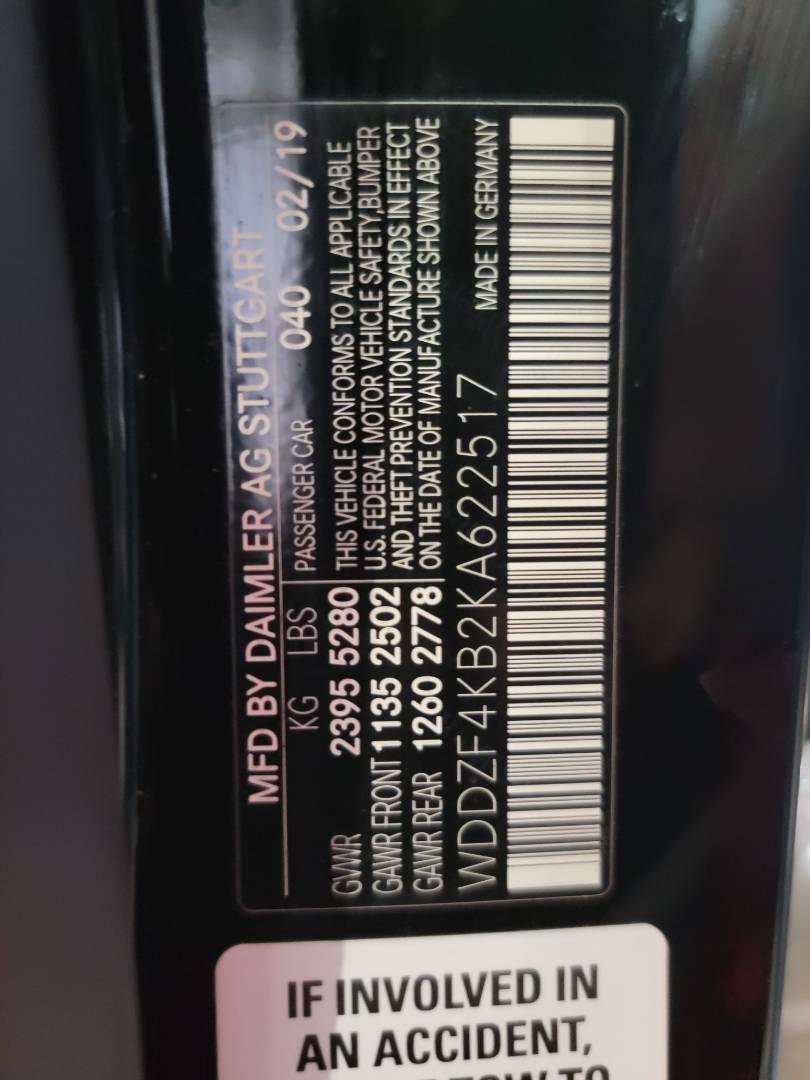 MFD BY DAIMLER AG STUTTGART
KG LBS PASSENGER CAR 040 02/19
GVWR 2395 5280 THIS VEHICLE CONFORMS TO ALL APPLICABLE
GAWR FRONT 1135 2502 U.S. FEDERAL MOTOR VEHICLE SAFETY,BUMPER
GAWR REAR 1260 2778 AND THEFT PREVENTION STANDARDS IN EFFECT
ON THE DATE OF MANUFACTURE SHOWN ABOVE
WDDZF4KB2KA622517 MADE IN GERMANY
IF INVOLVED IN
AN ACCIDENT,
TOW TO